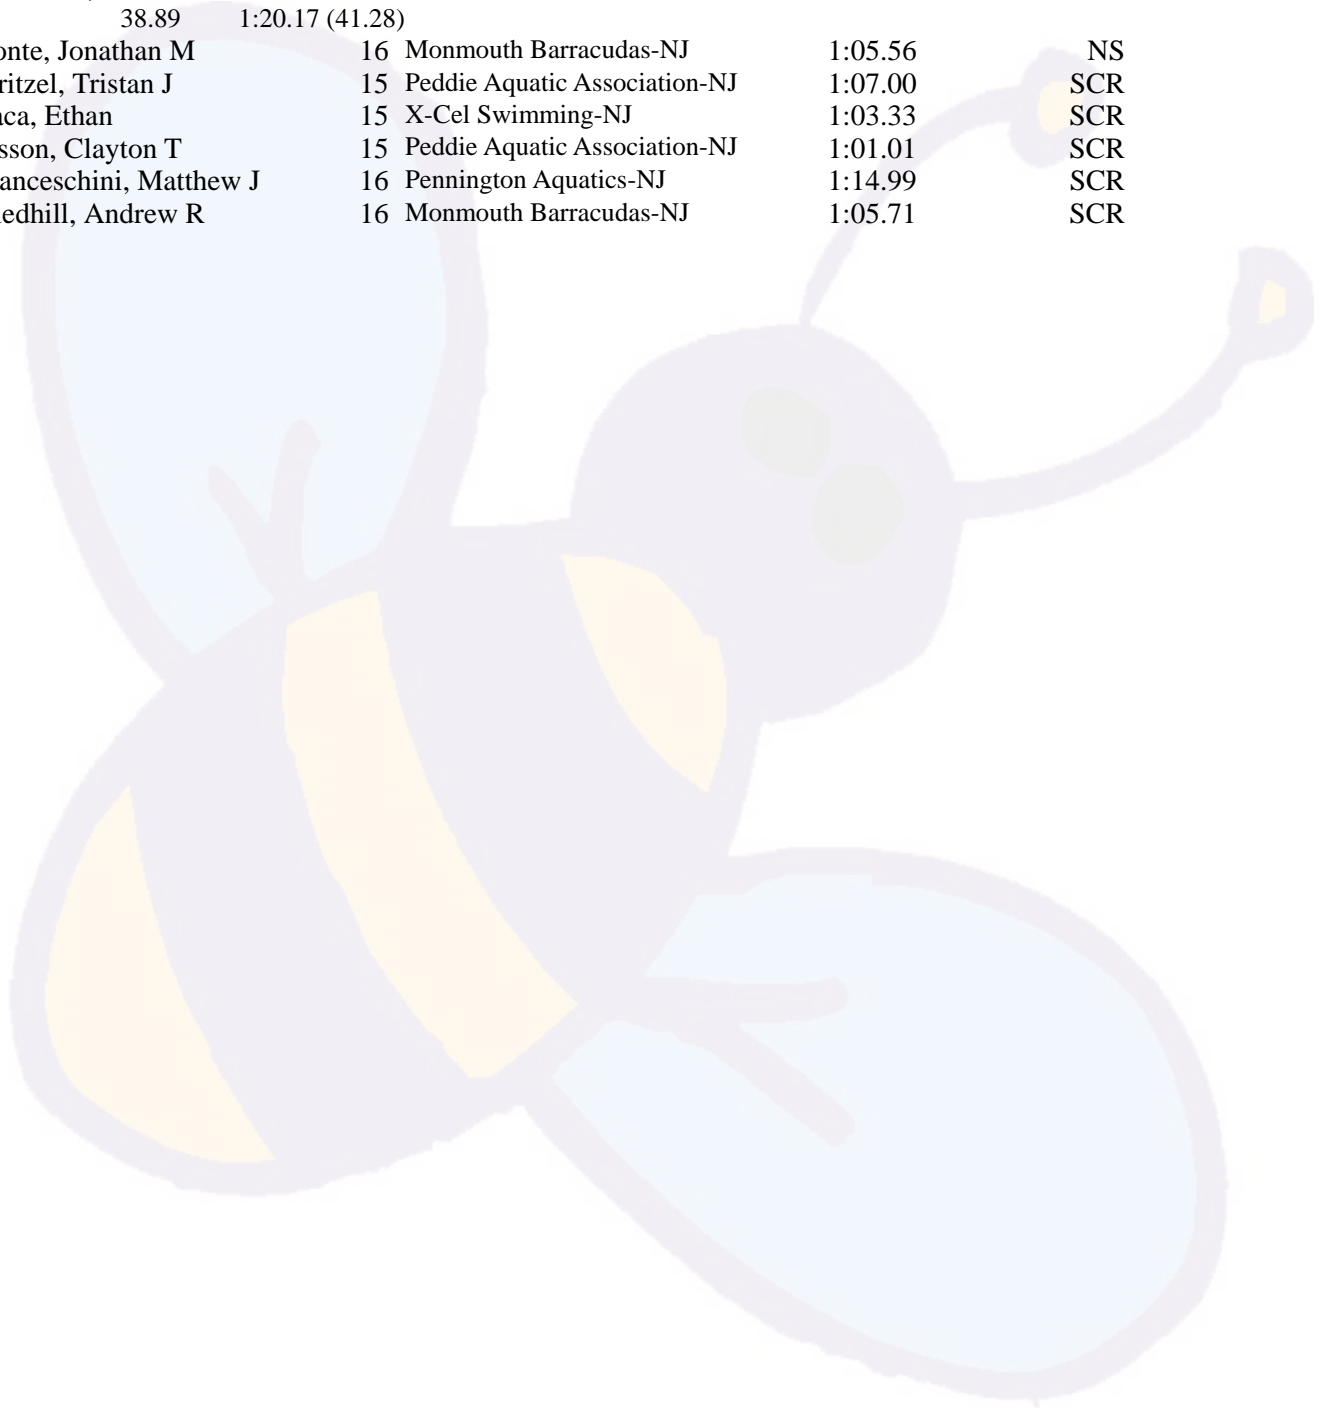 38.89 1:20.17 (41.28)
onte, Jonathan M 16 Monmouth Barracudas-NJ 1:05.56 NS
ritzel, Tristan J 15 Peddie Aquatic Association-NJ 1:07.00 SCR
aca, Ethan 15 X-Cel Swimming-NJ 1:03.33 SCR
sson, Clayton T 15 Peddie Aquatic Association-NJ 1:01.01 SCR
anceschini, Matthew J 16 Pennington Aquatics-NJ 1:14.99 SCR
edhill, Andrew R 16 Monmouth Barracudas-NJ 1:05.71 SCR